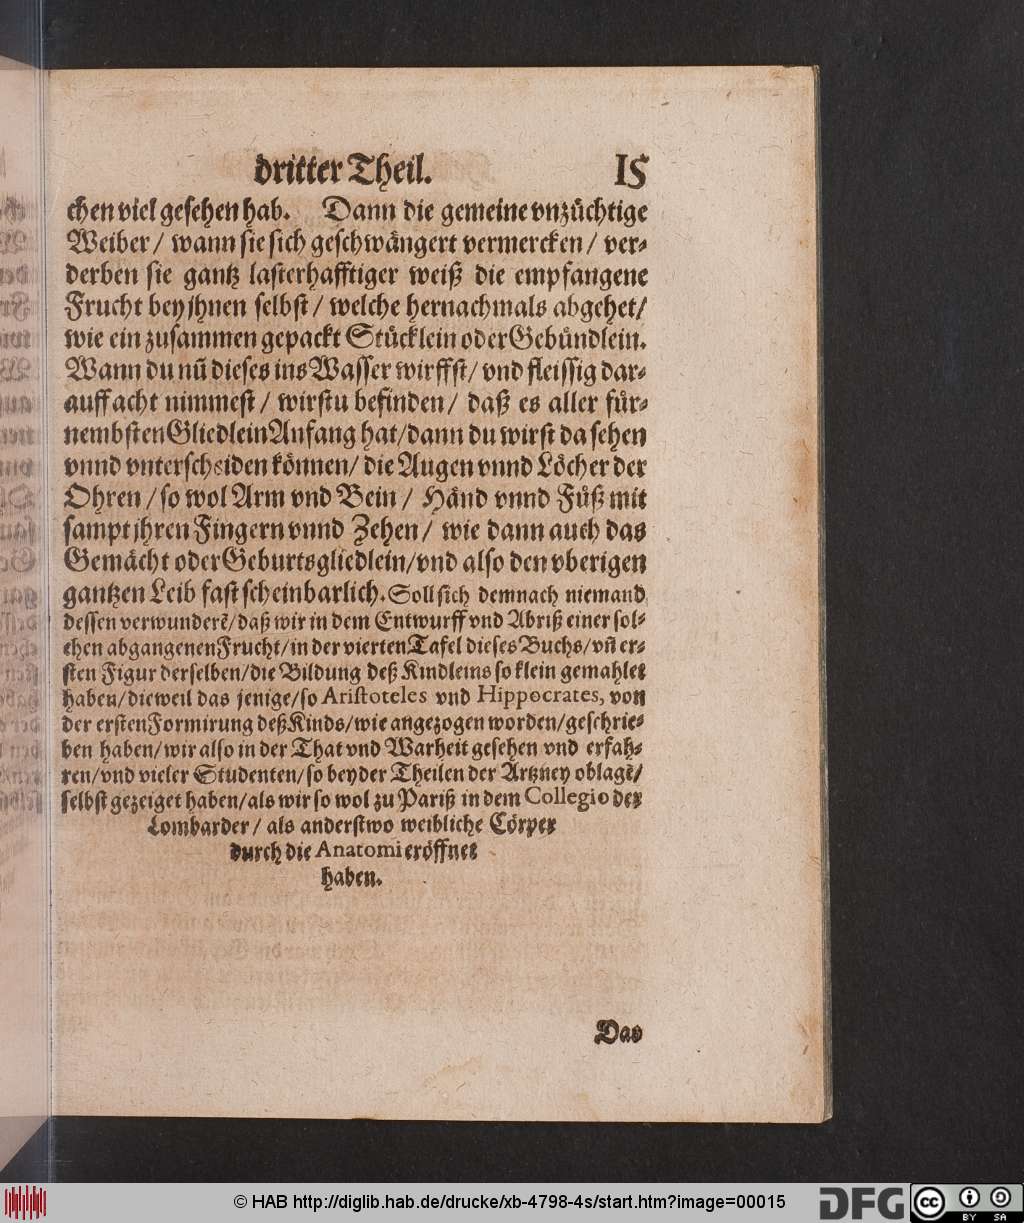 dritter Theil. 15
chen viel gesehen hab. Dann die gemeine vnzüchtige
Weiber / wann sie sich geschwängert vermercken / ver-
derben sie gantz lasterhafftiger weiß die empfangene
Frucht bey jhnen selbst / welche hernachmals abgehet /
wie ein zusammen gepackt Stücklein oder Gebündlein.
Wann du nũ dieses ins Wasser wirffst / vnd fleissig dar-
auff acht nimmest / wirstu befinden / daß es aller für-
nembsten Gliedlein Anfang hat / dann du wirst da sehen
vnnd vnterscheiden können / die Augen vnnd Löcher der
Ohren / so wol Arm vnd Bein / Händ vnnd Füß mit
sampt jhren Fingern vnnd Zehen / wie dann auch das
Gemächt oder Geburtsgliedlein / vnd also den vberigen
gantzen Leib fast scheinbarlich. Soll sich demnach niemand
dessen verwunderẽ / daß wir in dem Entwurff vnd Abriß einer sol-
chen abgangenen Frucht / in der vierten Tafel dieses Buchs / vñ er-
sten Figur derselben / die Bildung deß Kindleins so klein gemahlet
haben / dieweil das jenige / so Aristoteles vnd Hippocrates, von
der ersten Formirung deß Kinds / wie angezogen worden / geschrie-
ben haben / wir also in der That vnd Warheit gesehen vnd erfah-
ren / vnd vieler Studenten / so beyder Theilen der Artzney oblagẽ /
selbst gezeiget haben / als wir so wol zu Pariß in dem Collegio der
Lombarder / als anderstwo weibliche Cörper
durch die Anatomi eröffnet
haben.
Das
© HAB http://diglib.hab.de/drucke/xb-4798-4s/start.htm?image=00015
DFG
cc
BY SA